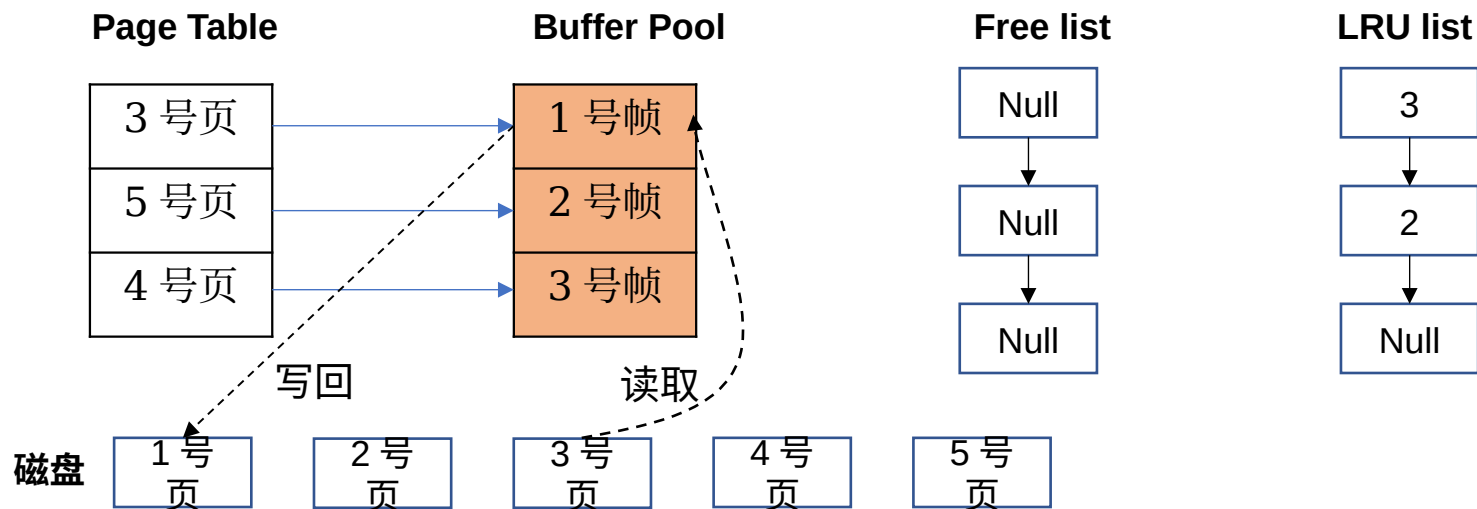 Page Table
Buffer Pool
Free list
LRU list
3 号页
5 号页
4 号页
1 号帧
2 号帧
3 号帧
Null
Null
Null
3
2
Null
写回
读取
磁盘
1 号
页
2 号
页
3 号
页
4 号
页
5 号
页